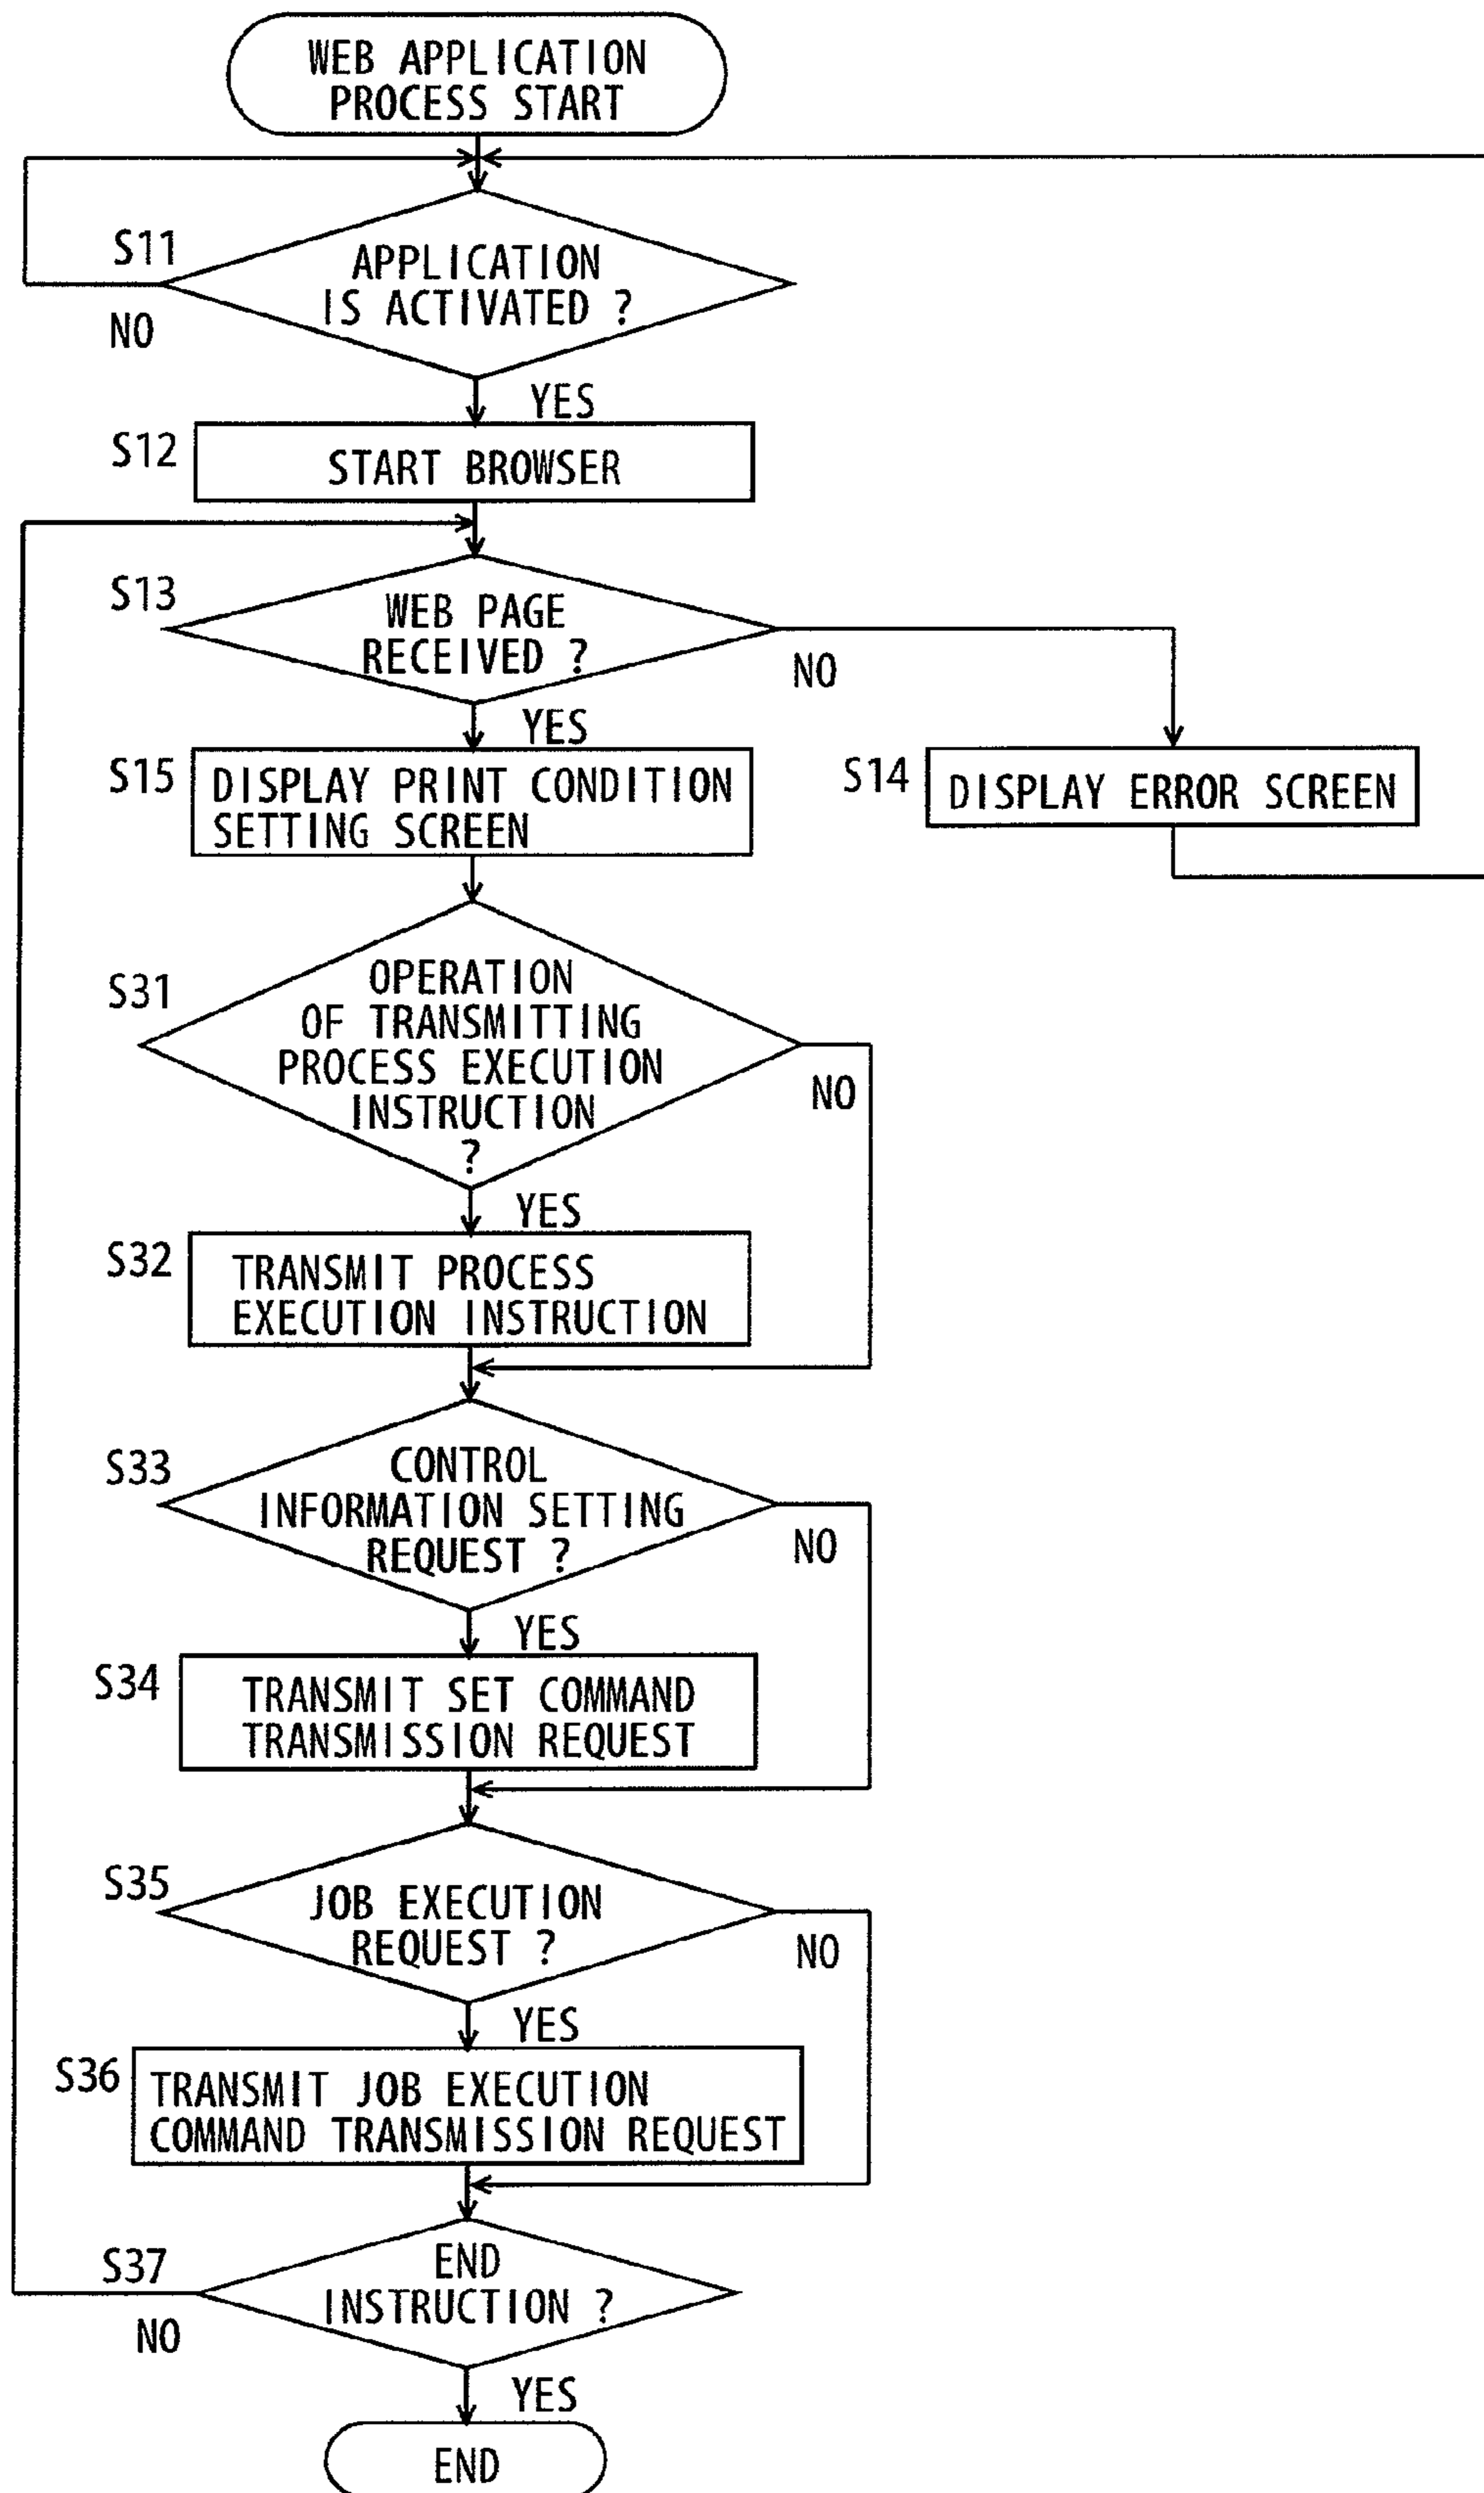 WEB APPLICATION
PROCESS START
S11
APPLICATION
IS ACTIVATED ?
NO
YES
S12
START BROWSER
S13
WEB PAGE
RECEIVED ?
NO
YES
S15
DISPLAY PRINT CONDITION
SETTING SCREEN
S14
DISPLAY ERROR SCREEN
S31
OPERATION
OF TRANSMITTING
PROCESS EXECUTION
INSTRUCTION
?
NO
YES
S32
TRANSMIT PROCESS
EXECUTION INSTRUCTION
S33
CONTROL
INFORMATION SETTING
REQUEST ?
NO
YES
S34
TRANSMIT SET COMMAND
TRANSMISSION REQUEST
S35
JOB EXECUTION
REQUEST ?
NO
YES
S36
TRANSMIT JOB EXECUTION
COMMAND TRANSMISSION REQUEST
S37
END
INSTRUCTION ?
NO
YES
END